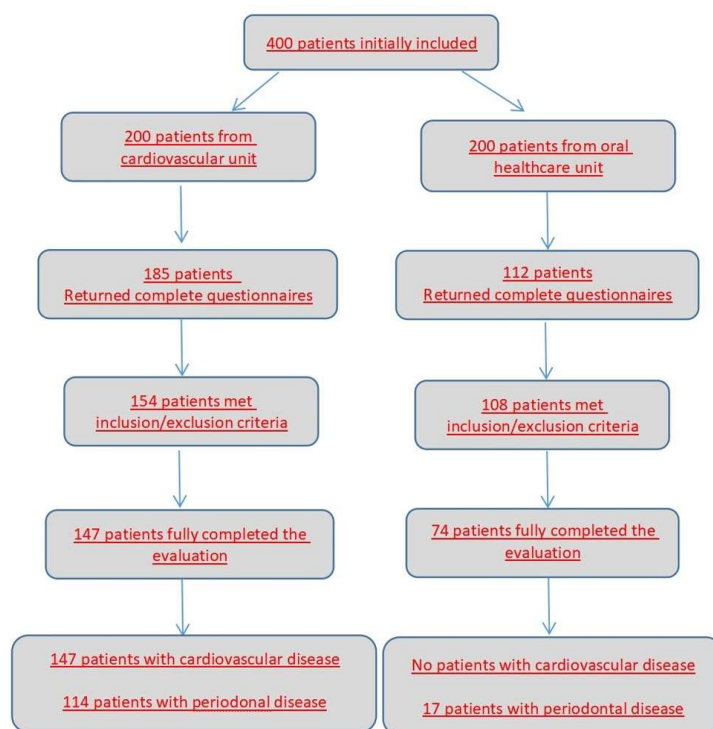 400 patients initially included
200 patients from
cardiovascular unit
200 patients from oral
healthcare unit
185 patients
Returned complete questionnaires
112 patients
Returned complete questionnaires
154 patients met
inclusion/exclusion criteria
108 patients met
inclusion/exclusion criteria
147 patients fully completed the
evaluation
74 patients fully completed the
evaluation
147 patients with cardiovascular disease
114 patients with periodonal disease
No patients with cardiovascular disease
17 patients with periodontal disease